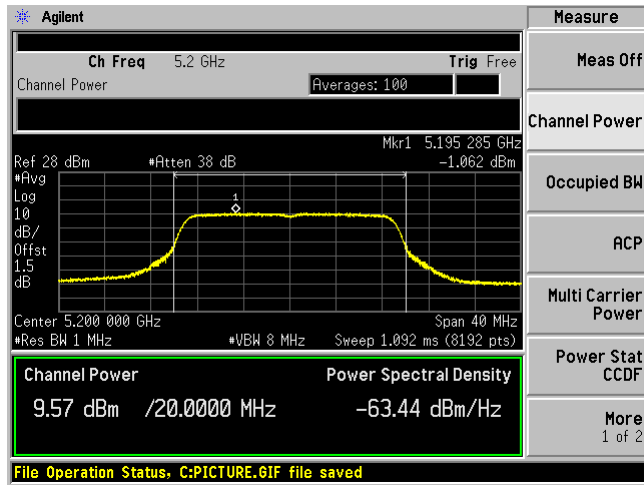 Agilent
Measure
Ch Freq 5.2 GHz Trig Free
Channel Power Averages: 100
Mkr1 5.195 285 GHz
Ref 28 dBm #Atten 38 dB -1.062 dBm
#Avg
Log
10
dB/
Offst
1.5
dB
1
Center 5.200 000 GHz Span 40 MHz
#Res BW 1 MHz #VBW 8 MHz Sweep 1.092 ms (8192 pts)
Channel Power Power Spectral Density
9.57 dBm /20.0000 MHz -63.44 dBm/Hz
File Operation Status, C:PICTURE.GIF file saved
Meas Off
Channel Power
Occupied BW
ACP
Multi Carrier
Power
Power Stat
CCDF
More
1 of 2